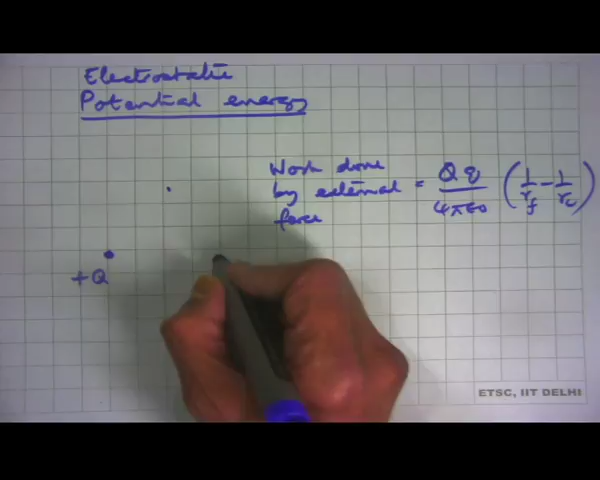 Electrostatic
Potential energy
Work done
by external = Qq/4πε0 (1/rf - 1/ri)
force
+Q
ETSC, IIT DELHI